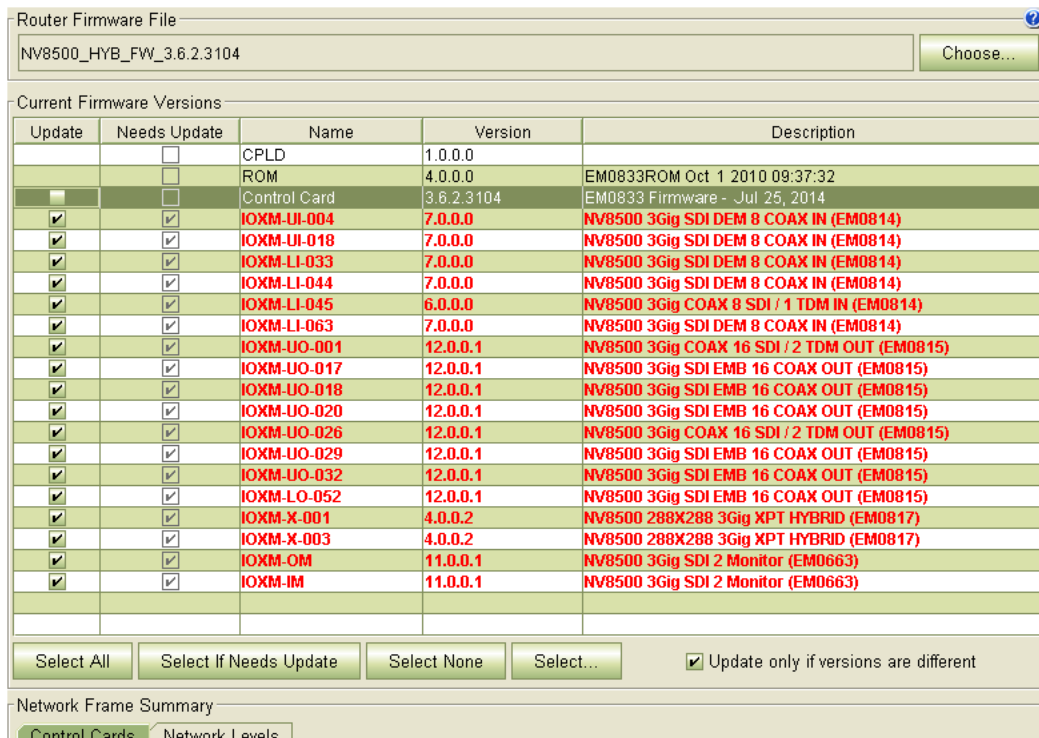 Router Firmware File
NV8500_HYB_FW_3.6.2.3104 Choose...
Current Firmware Versions
Update Needs Update Name Version Description
CPLD 1.0.0.0
ROM 4.0.0.0 EM0833ROM Oct 1 2010 09:37:32
Control Card 3.6.2.3104 EM0833 Firmware - Jul 25, 2014
IOXM-UI-004 7.0.0.0 NV8500 3Gig SDI DEM 8 COAX IN (EM0814)
IOXM-UI-018 7.0.0.0 NV8500 3Gig SDI DEM 8 COAX IN (EM0814)
IOXM-LI-033 7.0.0.0 NV8500 3Gig SDI DEM 8 COAX IN (EM0814)
IOXM-LI-044 7.0.0.0 NV8500 3Gig SDI DEM 8 COAX IN (EM0814)
IOXM-LI-045 6.0.0.0 NV8500 3Gig COAX 8 SDI / 1 TDM IN (EM0814)
IOXM-LI-063 7.0.0.0 NV8500 3Gig SDI DEM 8 COAX IN (EM0814)
IOXM-UO-001 12.0.0.1 NV8500 3Gig COAX 16 SDI / 2 TDM OUT (EM0815)
IOXM-UO-017 12.0.0.1 NV8500 3Gig SDI EMB 16 COAX OUT (EM0815)
IOXM-UO-018 12.0.0.1 NV8500 3Gig SDI EMB 16 COAX OUT (EM0815)
IOXM-UO-020 12.0.0.1 NV8500 3Gig SDI EMB 16 COAX OUT (EM0815)
IOXM-UO-026 12.0.0.1 NV8500 3Gig COAX 16 SDI / 2 TDM OUT (EM0815)
IOXM-UO-029 12.0.0.1 NV8500 3Gig SDI EMB 16 COAX OUT (EM0815)
IOXM-UO-032 12.0.0.1 NV8500 3Gig SDI EMB 16 COAX OUT (EM0815)
IOXM-LO-052 12.0.0.1 NV8500 3Gig SDI EMB 16 COAX OUT (EM0815)
IOXM-X-001 4.0.0.2 NV8500 288X288 3Gig XPT HYBRID (EM0817)
IOXM-X-003 4.0.0.2 NV8500 288X288 3Gig XPT HYBRID (EM0817)
IOXM-OM 11.0.0.1 NV8500 3Gig SDI 2 Monitor (EM0663)
IOXM-IM 11.0.0.1 NV8500 3Gig SDI 2 Monitor (EM0663)
Select All Select If Needs Update Select None Select... Update only if versions are different
Network Frame Summary
Control Cards Network Levels